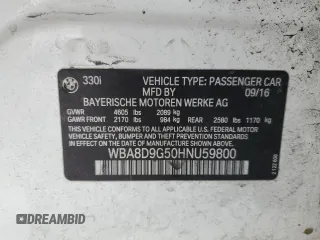 330i VEHICLE TYPE: PASSENGER CAR
MFD BY 09/16
BAYERISCHE MOTOREN WERKE AG
GVWR 4605 lbs 2089 kg
GAWR FRONT 2170 lbs 984 kg REAR 2580 lbs 1170 kg
THIS VEHICLE CONFORMS TO ALL APPLICABLE FEDERAL MOTOR
VEHICLE SAFETY, BUMPER, AND THEFT PREVENTION STANDARDS
IN EFFECT ON THE DATE OF MANUFACTURE SHOWN ABOVE.
WBA8D9G50HNU59800
STAT.VIN